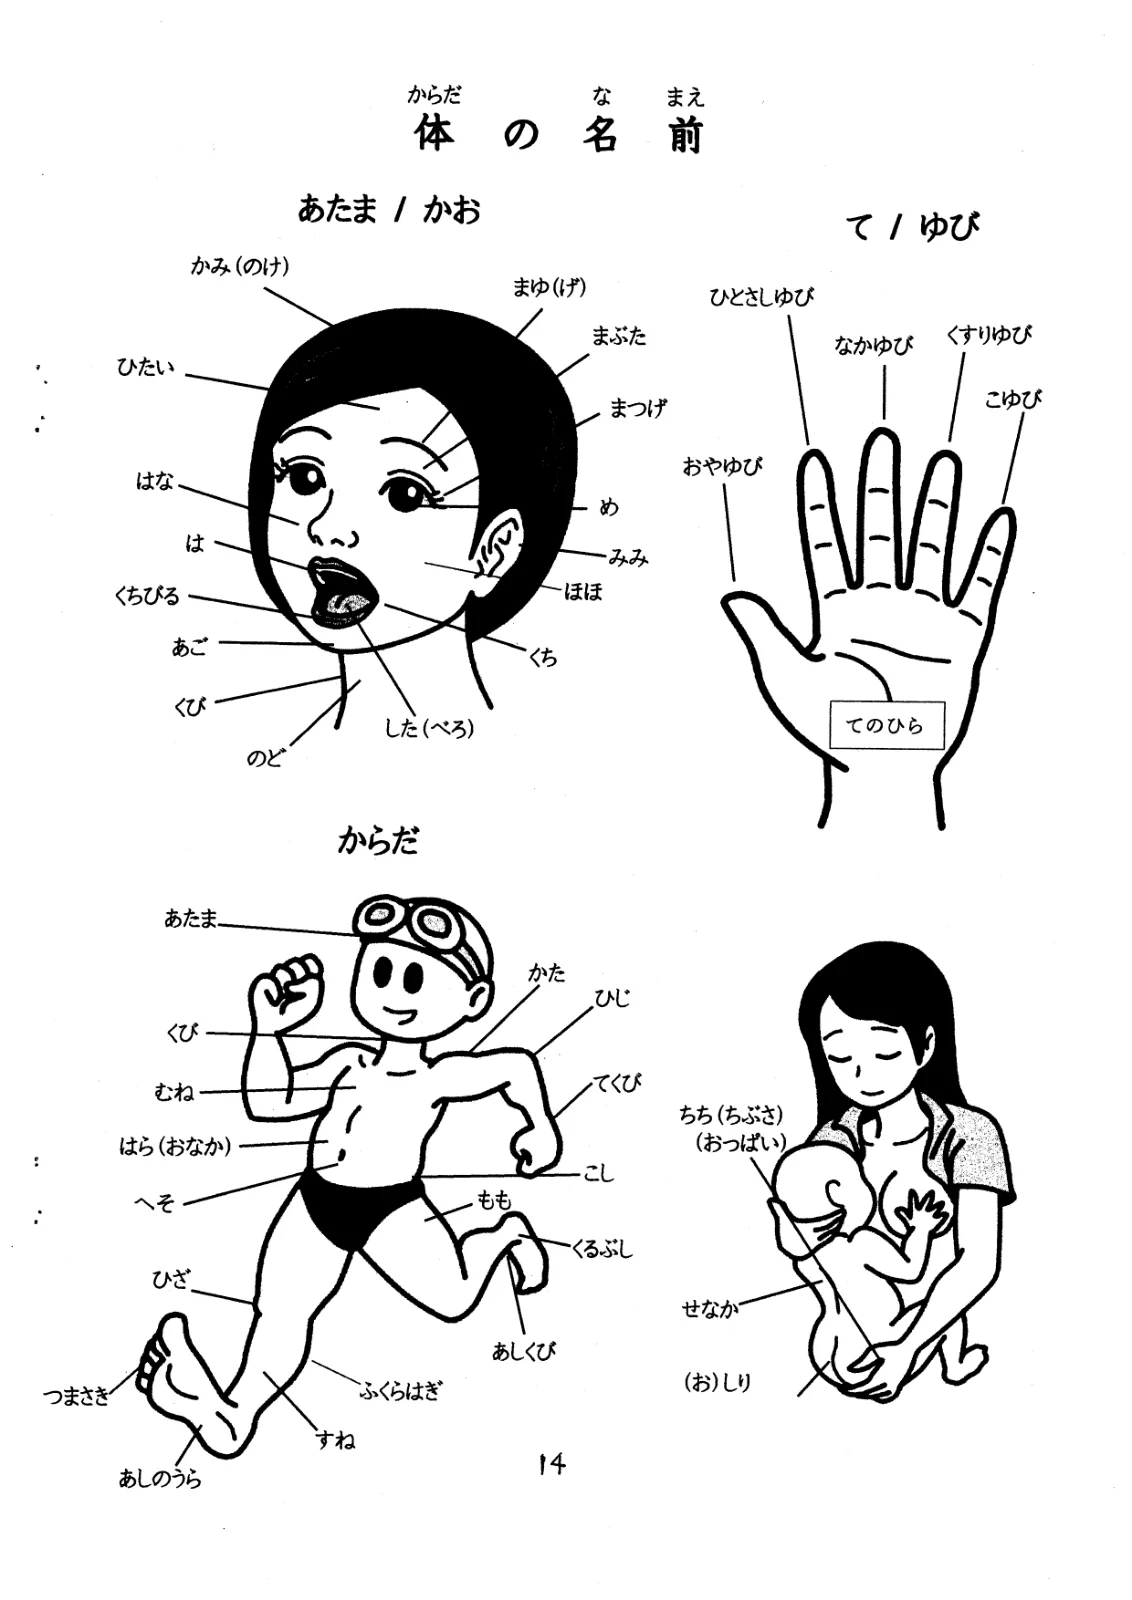 からだ な まえ
体 の 名 前
あたま / かお
かみ(のけ)
まゆ(げ)
まぶた
ひたい
まつげ
はな
め
は
みみ
ほほ
くちびる
あご
くち
くび
した(べろ)
のど
て / ゆび
ひとさしゆび
なかゆび
くすりゆび
こゆび
おやゆび
てのひら
からだ
あたま
かた
ひじ
くび
てくび
むね
はら(おなか)
こし
へそ
もも
くるぶし
ひざ
あしくび
つまさき
ふくらはぎ
すね
あしのうら
ちち(ちぶさ)
(おっぱい)
せなか
(お)しり
14